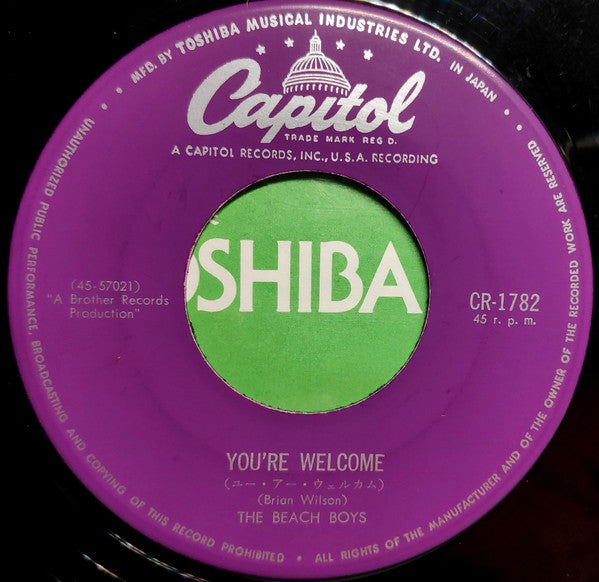 MFD. BY TOSHIBA MUSICAL INDUSTRIES LTD. IN JAPAN
Capitol
TRADE MARK REG D.
A CAPITOL RECORDS, INC., U.S.A. RECORDING
(45-57021)
"A Brother Records
Production"
OSHIBA
CR-1782
45 r. p. m.
YOU'RE WELCOME
(ユー・アー・ウェルカム)
(Brian Wilson)
THE BEACH BOYS
UNAUTHORIZED PUBLIC PERFORMANCE, BROADCASTING AND COPYING OF THIS RECORD PROHIBITED • ALL RIGHTS OF THE MANUFACTURER AND OF THE OWNER OF THE RECORDED WORK ARE RESERVED